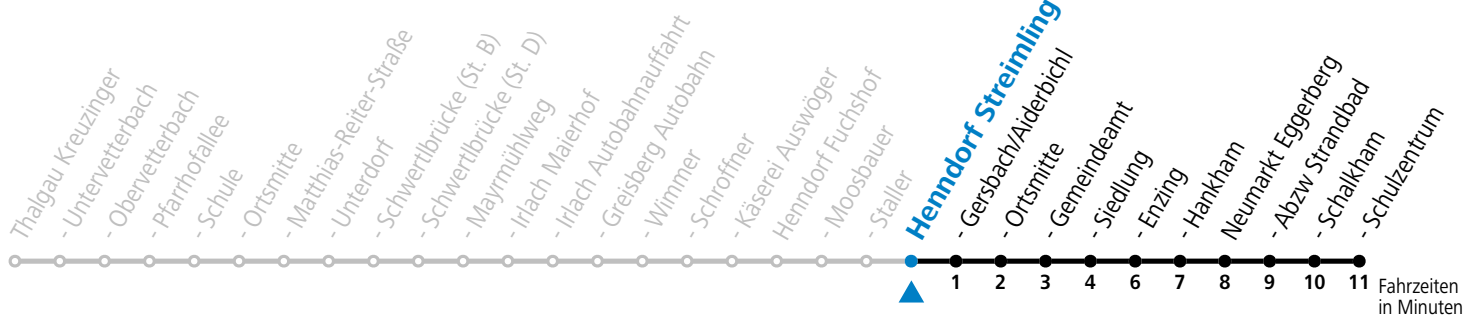 Thalgau Kreuzinger
- Untervetterbach
- Obervetterbach
- Pfarrhofallee
- Schule
- Ortsmitte
- Matthias-Reiter-Straße
- Unterdorf
- Schwertlbrücke (St. B)
- Schwertlbrücke (St. D)
- Mayrmühlweg
- Irlach Maierhof
- Irlach Autobahnauffahrt
- Greisberg Autobahn
- Wimmer
- Schroffner
- Käserei Auswöger
Henndorf Fuchshof
- Moosbauer
- Staller
Henndorf Streimling
- Gersbach/Aiderbichl
- Ortsmitte
- Gemeindeamt
- Siedlung
- Enzing
- Hankham
Neumarkt Eggerberg
- Abzw Strandbad
- Schalkham
- Schulzentrum
1 2 3 4 6 7 8 9 10 11 Fahrzeiten
in Minuten